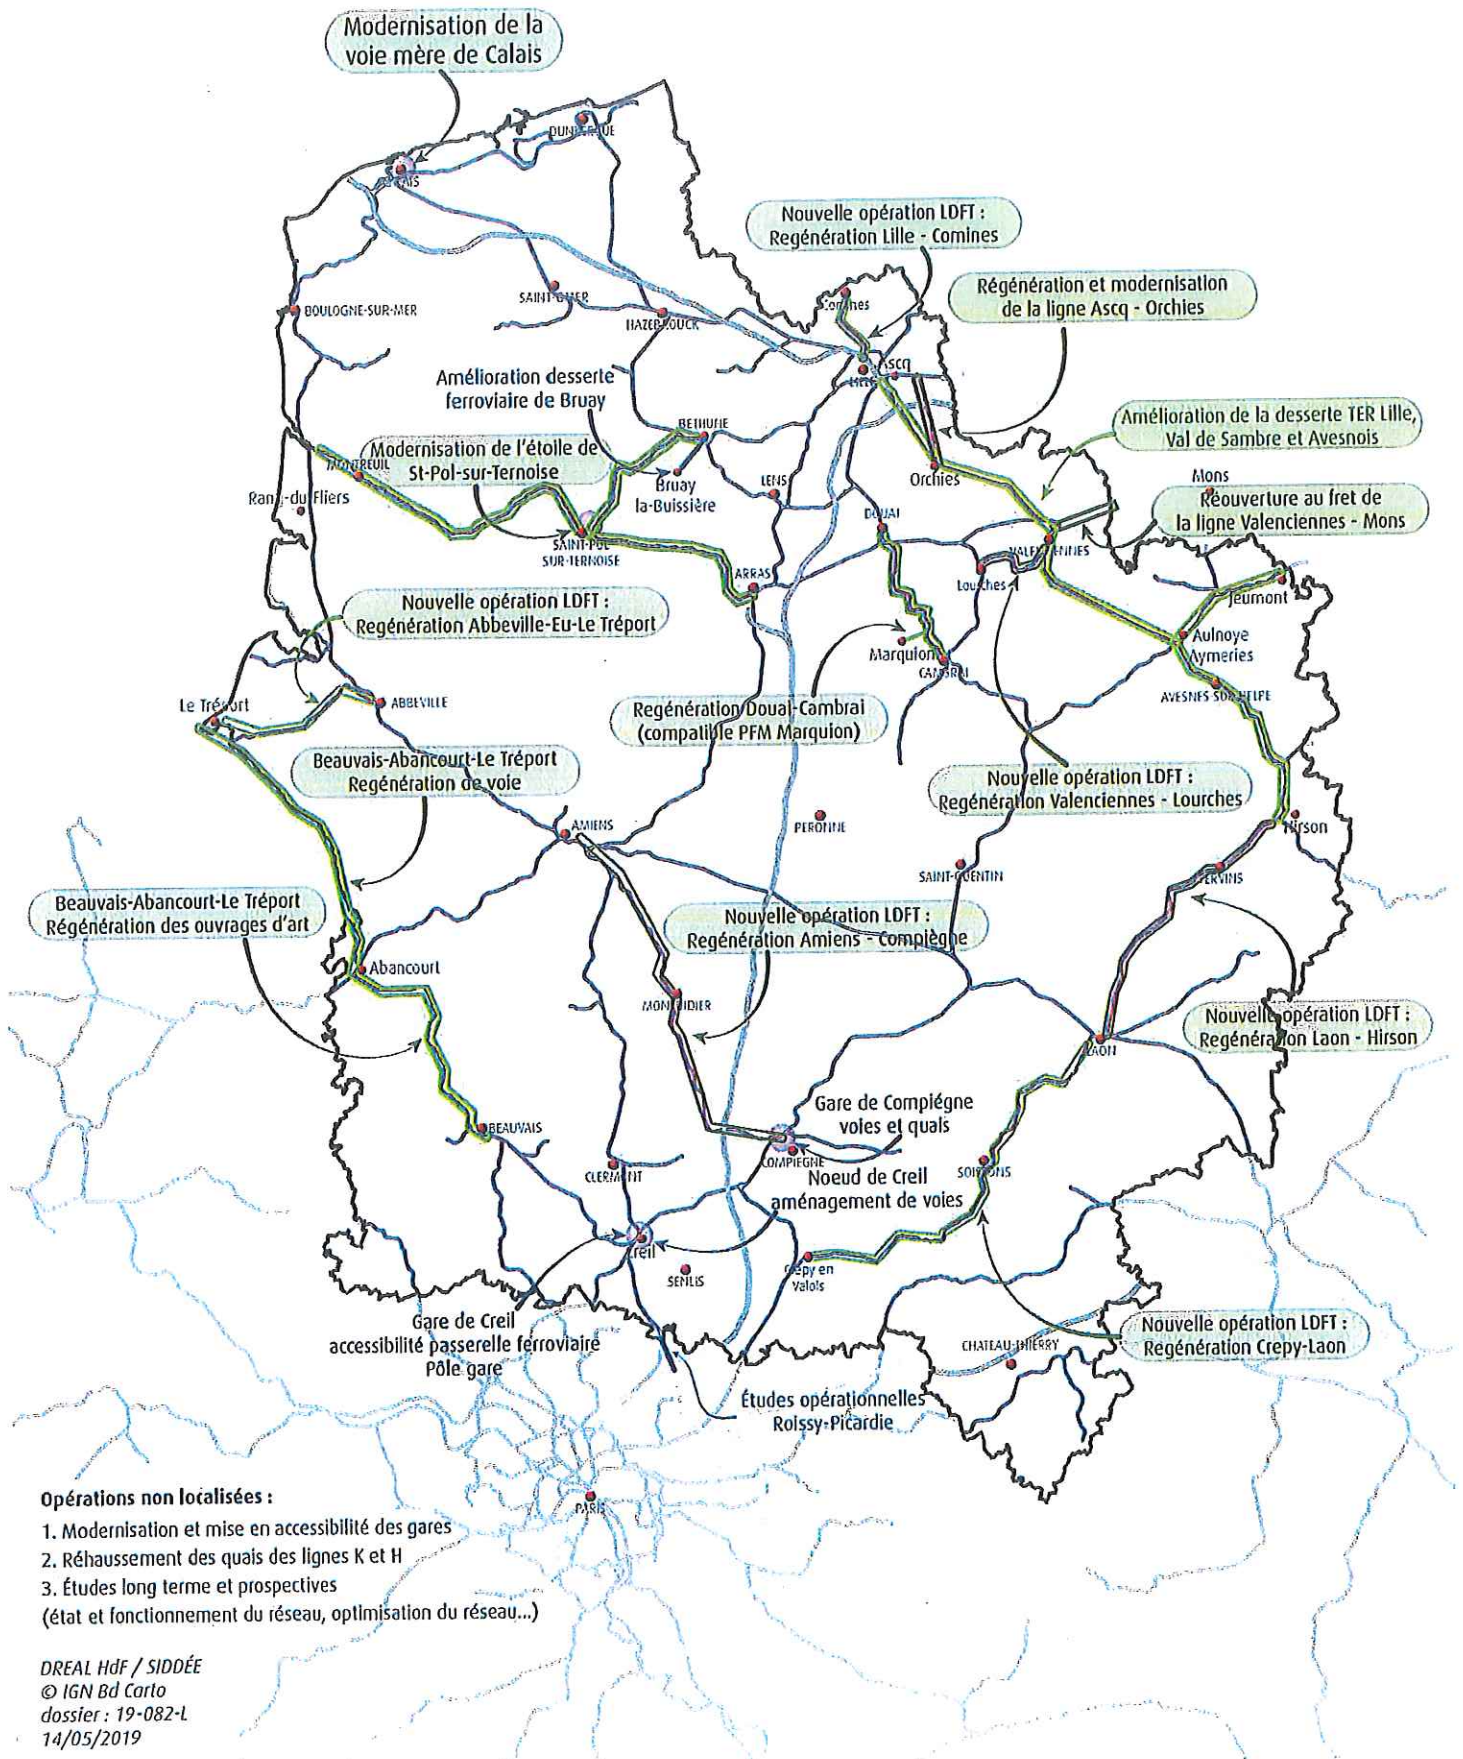 Modernisation de la
voie mère de Calais
DUNKERQUE
CALAIS
Nouvelle opération LDFT :
Regénération Lille - Comines
SAINT-OMER
Comines
Régénération et modernisation
de la ligne Ascq - Orchies
BOULOGNE-SUR-MER
HAZEBROUCK
Ascq
LILLE
Amélioration desserte
ferroviaire de Bruay
Amélioration de la desserte TER Lille,
Val de Sambre et Avesnois
BETHUNE
Modernisation de l'étoile de
St-Pol-sur-Ternoise
MONTREUIL
Rang-du-Fliers
Bruay
la-Buissière
LENS
Orchies
Mons
Réouverture au fret de
la ligne Valenciennes - Mons
DOUAI
SAINT-POL
SUR-TERNOISE
VALENCIENNES
ARRAS
Lourches
Jeumont
Nouvelle opération LDFT :
Regénération Abbeville-Eu-Le Tréport
Marquion
CAMBRAI
Aulnoye
Aymeries
AVESNES SUR HELPE
Le Tréport
ABBEVILLE
Regénération Douai-Cambrai
(compatible PFM Marquion)
Beauvais-Abancourt-Le Tréport
Regénération de voie
Nouvelle opération LDFT :
Regénération Valenciennes - Lourches
AMIENS
PERONNE
Hirson
SAINT-QUENTIN
VERVINS
Beauvais-Abancourt-Le Tréport
Régénération des ouvrages d'art
Nouvelle opération LDFT :
Regénération Amiens - Compiègne
Abancourt
MONTDIDIER
Nouvelle opération LDFT :
Regénération Laon - Hirson
LAON
Gare de Compiégne
voies et quais
BEAUVAIS
COMPIEGNE
CLERMONT
Noeud de Creil
aménagement de voies
SOISSONS
Creil
SENLIS
Crépy en
Valois
Gare de Creil
accessibilité passerelle ferroviaire
Pôle gare
Nouvelle opération LDFT :
Regénération Crepy-Laon
CHATEAU-THIERRY
Études opérationnelles
Roissy-Picardie
PARIS
Opérations non localisées :
1. Modernisation et mise en accessibilité des gares
2. Réhaussement des quais des lignes K et H
3. Études long terme et prospectives
(état et fonctionnement du réseau, optimisation du réseau...)
DREAL HdF / SIDDÉE
© IGN Bd Carto
dossier : 19-082-L
14/05/2019